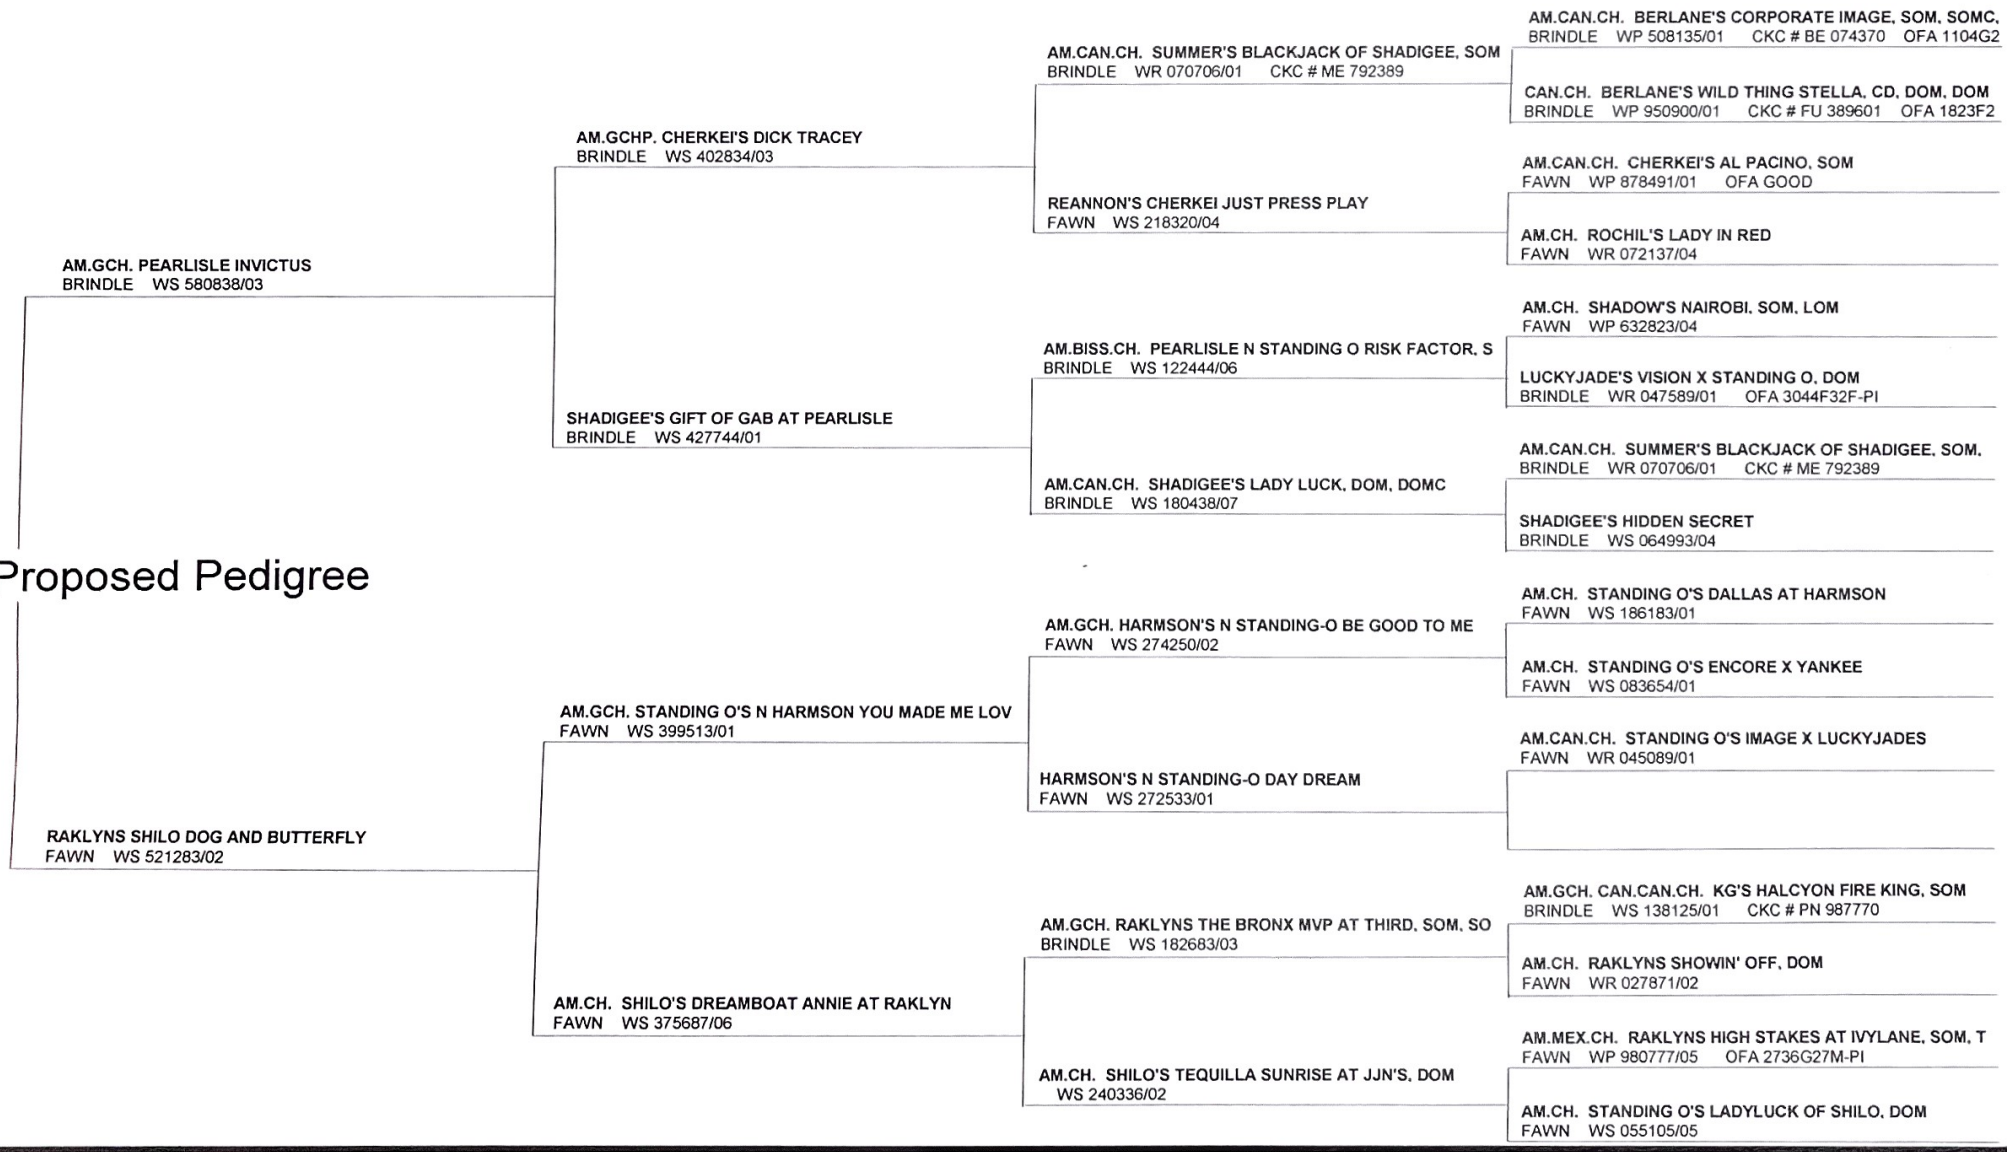 AM.GCH. PEARLISLE INVICTUS
BRINDLE WS 580838/03
Proposed Pedigree
RAKLYNS SHILO DOG AND BUTTERFLY
FAWN WS 521283/02
AM.GCHP. CHERKEI'S DICK TRACEY
BRINDLE WS 402834/03
SHADIGEE'S GIFT OF GAB AT PEARLISLE
BRINDLE WS 427744/01
AM.GCH. STANDING O'S N HARMSON YOU MADE ME LOV
FAWN WS 399513/01
AM.CH. SHILO'S DREAMBOAT ANNIE AT RAKLYN
FAWN WS 375687/06
AM.CAN.CH. SUMMER'S BLACKJACK OF SHADIGEE, SOM
BRINDLE WR 070706/01 CKC # ME 792389
REANNON'S CHERKEI JUST PRESS PLAY
FAWN WS 218320/04
AM.BISS.CH. PEARLISLE N STANDING O RISK FACTOR, S
BRINDLE WS 122444/06
AM.CAN.CH. SHADIGEE'S LADY LUCK, DOM, DOMC
BRINDLE WS 180438/07
AM.GCH. HARMSON'S N STANDING-O BE GOOD TO ME
FAWN WS 274250/02
HARMSON'S N STANDING-O DAY DREAM
FAWN WS 272533/01
AM.GCH. RAKLYNS THE BRONX MVP AT THIRD, SOM, SO
BRINDLE WS 182683/03
AM.CH. SHILO'S TEQUILLA SUNRISE AT JJN'S, DOM
WS 240336/02
AM.CAN.CH. BERLANE'S CORPORATE IMAGE, SOM, SOMC,
BRINDLE WP 508135/01 CKC # BE 074370 OFA 1104G2
CAN.CH. BERLANE'S WILD THING STELLA, CD, DOM, DOM
BRINDLE WP 950900/01 CKC # FU 389601 OFA 1823F2
AM.CAN.CH. CHERKEI'S AL PACINO, SOM
FAWN WP 878491/01 OFA GOOD
AM.CH. ROCHIL'S LADY IN RED
FAWN WR 072137/04
AM.CH. SHADOW'S NAIROBI, SOM, LOM
FAWN WP 632823/04
LUCKYJADE'S VISION X STANDING O, DOM
BRINDLE WR 047589/01 OFA 3044F32F-PI
AM.CAN.CH. SUMMER'S BLACKJACK OF SHADIGEE, SOM,
BRINDLE WR 070706/01 CKC # ME 792389
SHADIGEE'S HIDDEN SECRET
BRINDLE WS 064993/04
AM.CH. STANDING O'S DALLAS AT HARMSON
FAWN WS 186183/01
AM.CH. STANDING O'S ENCORE X YANKEE
FAWN WS 083654/01
AM.CAN.CH. STANDING O'S IMAGE X LUCKYJADES
FAWN WR 045089/01
AM.GCH. CAN.CAN.CH. KG'S HALCYON FIRE KING, SOM
BRINDLE WS 138125/01 CKC # PN 987770
AM.CH. RAKLYNS SHOWIN' OFF, DOM
FAWN WR 027871/02
AM.MEX.CH. RAKLYNS HIGH STAKES AT IVYLANE, SOM, T
FAWN WP 980777/05 OFA 2736G27M-PI
AM.CH. STANDING O'S LADYLUCK OF SHILO, DOM
FAWN WS 055105/05